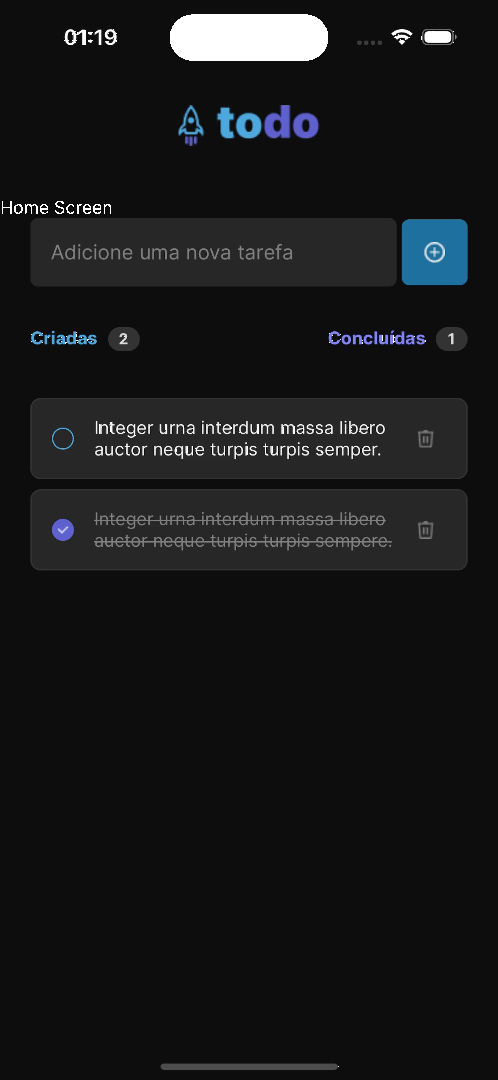 01:19
todo
Home Screen
Adicione uma nova tarefa
Criadas 2 Concluídas 1
Integer urna interdum massa libero
auctor neque turpis turpis semper.
Integer urna interdum massa libero
auctor neque turpis turpis sempere.